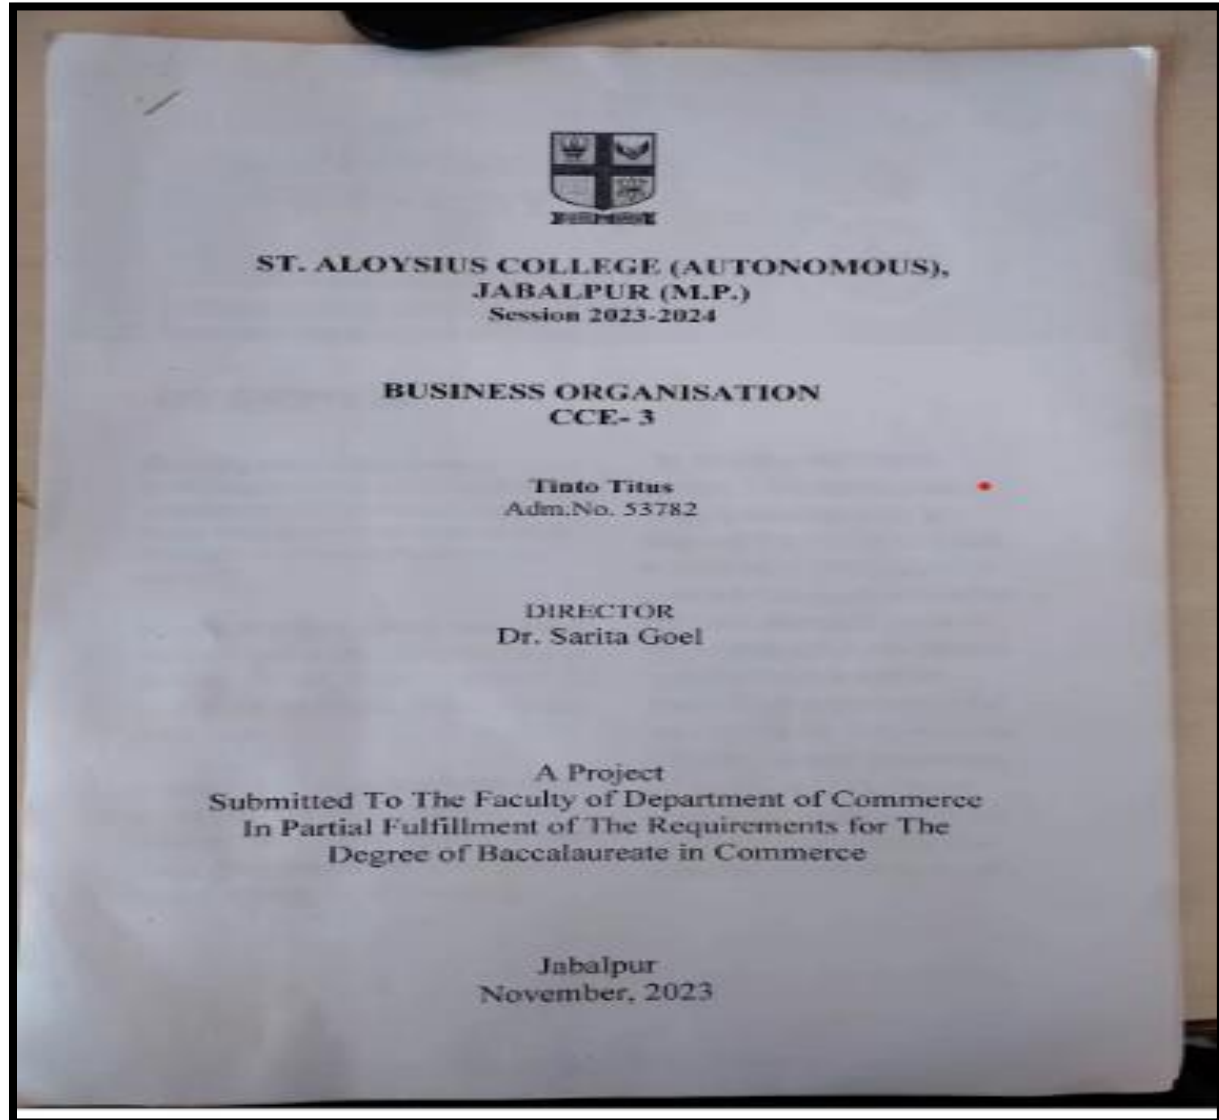 ST. ALOYSIUS COLLEGE (AUTONOMOUS),
JABALPUR (M.P.)
Session 2023-2024
BUSINESS ORGANISATION
CCE- 3
Tinto Titus
Adm.No. 53782
DIRECTOR
Dr. Sarita Goel
A Project
Submitted To The Faculty of Department of Commerce
In Partial Fulfillment of The Requirements for The
Degree of Baccalaureate in Commerce
Jabalpur
November, 2023